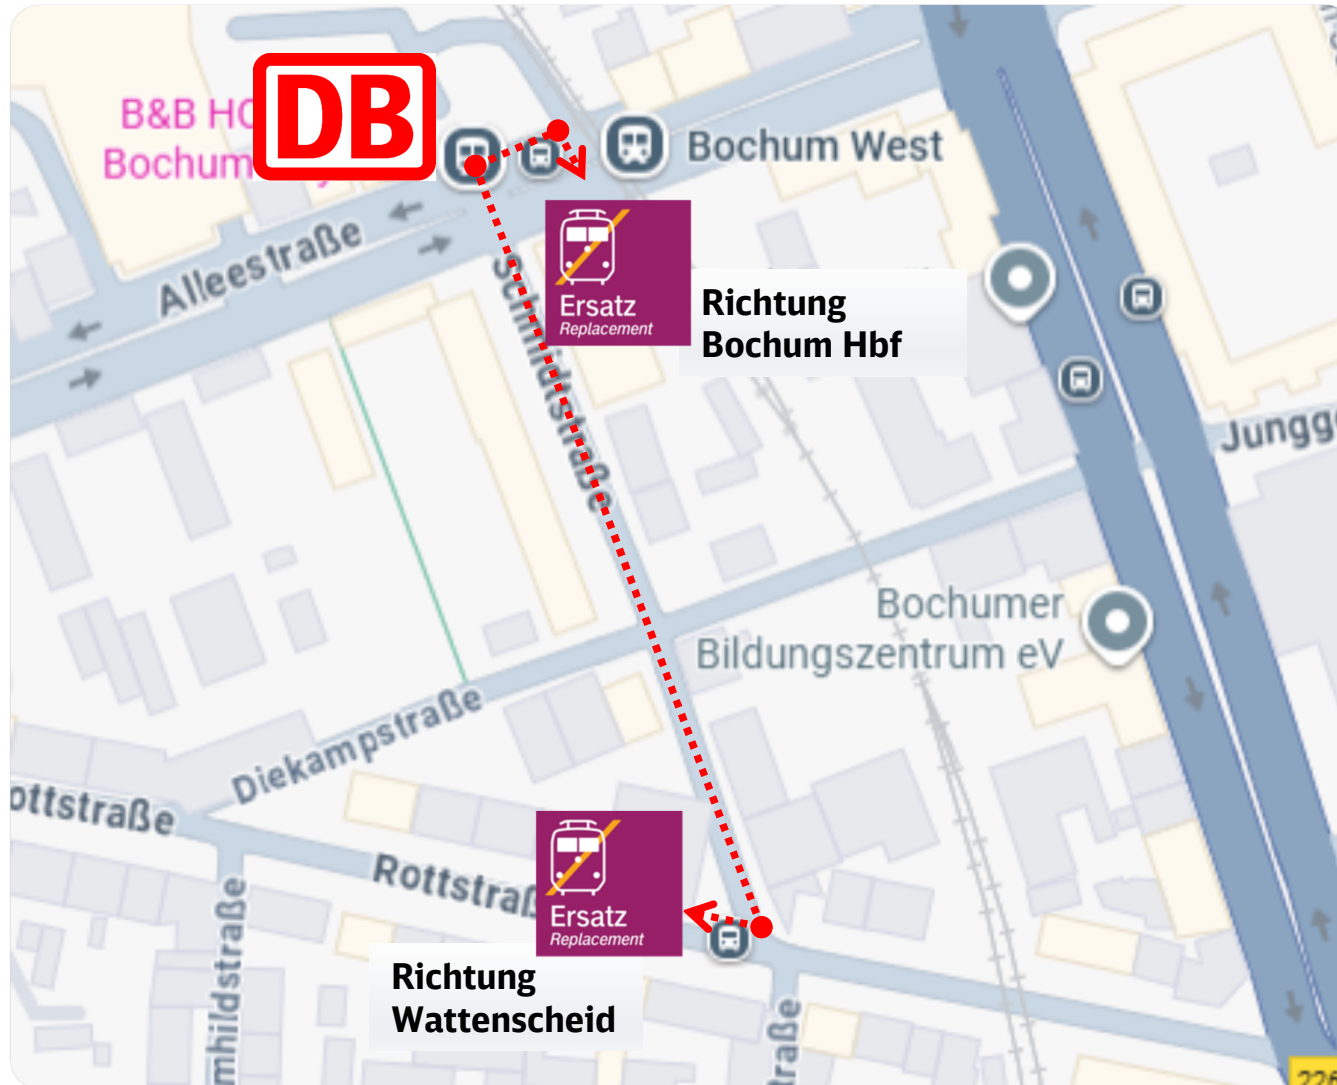 B&B HO
Bochum
DB
Bochum West
Alleestraße
Schmidtstraße
Ersatz
Replacement
Richtung
Bochum Hbf
Jungg
Bochumer
Bildungszentrum eV
Diekampstraße
ottstraße
Rottstraß
Ersatz
Replacement
Richtung
Wattenscheid
mhildstraße
traße
226